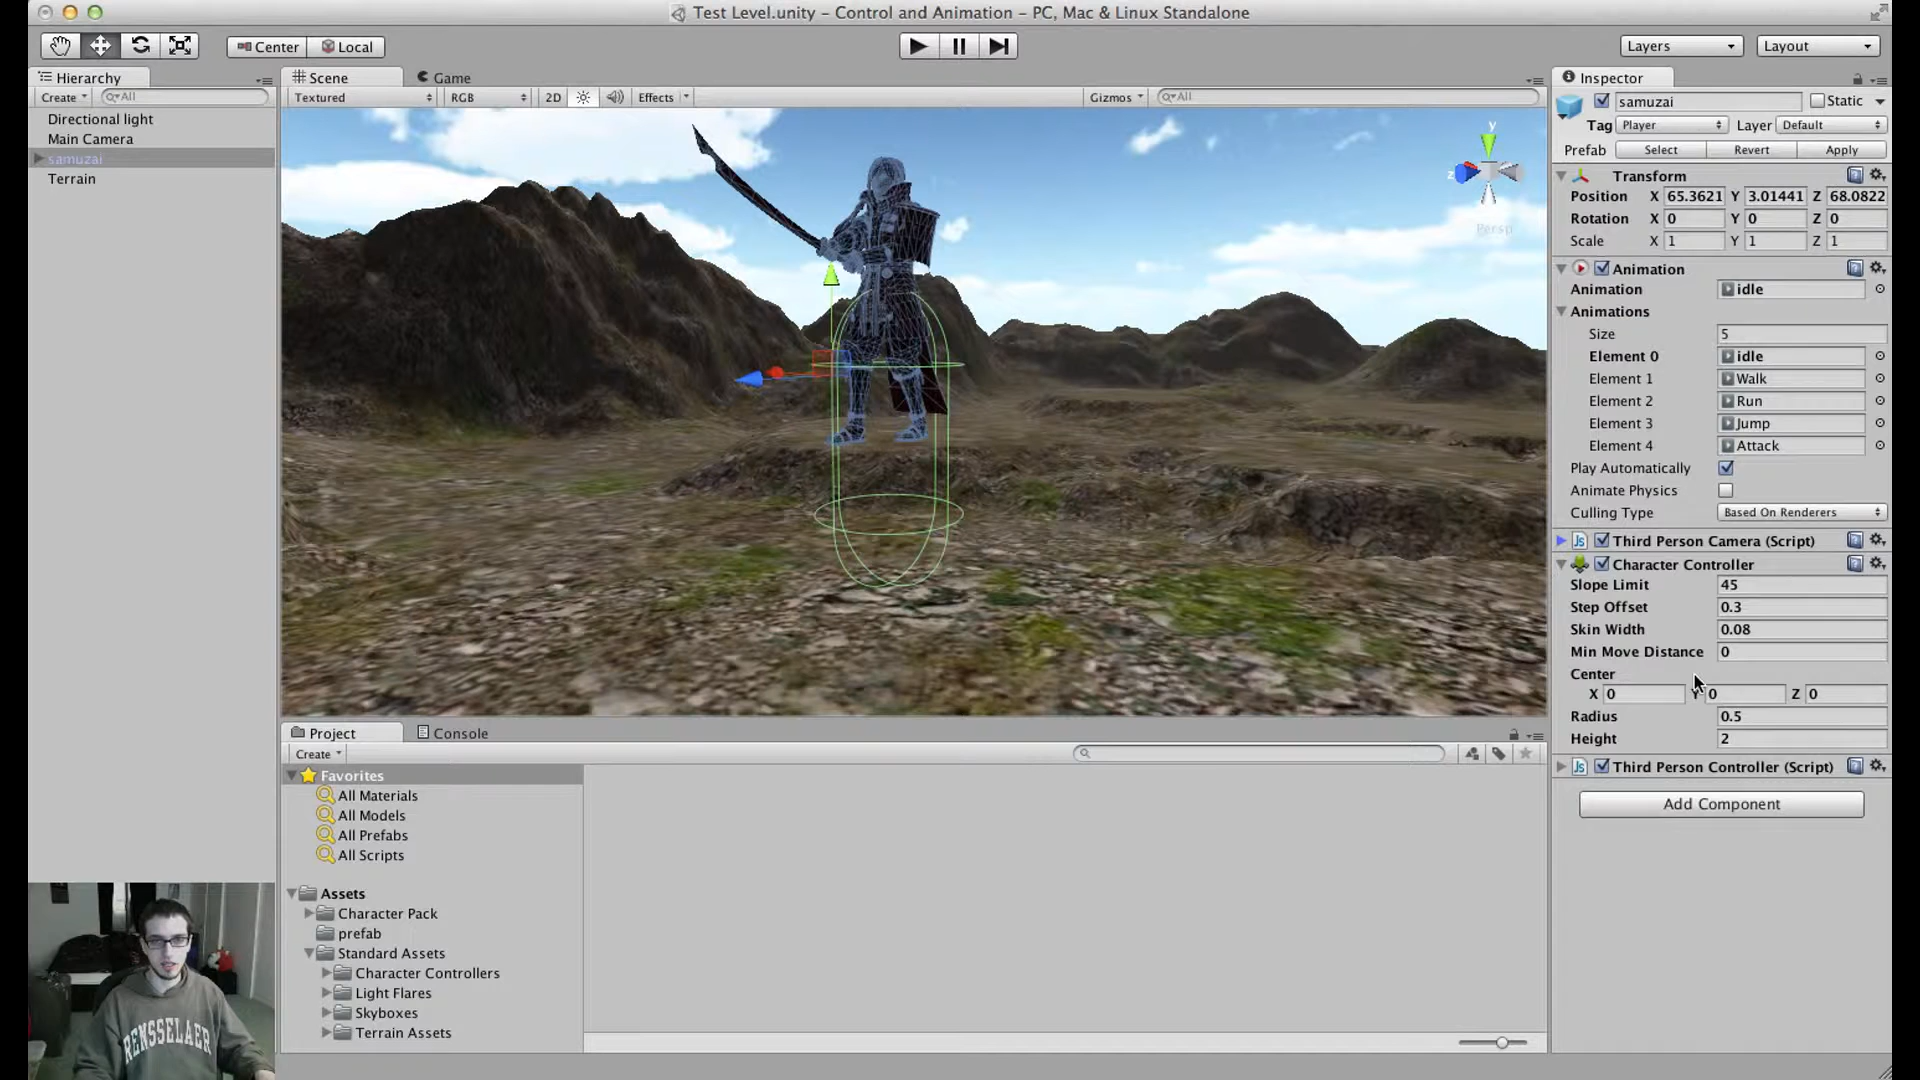 Test Level.unity - Control and Animation - PC, Mac & Linux Standalone
Center Local Layers Layout
Hierarchy
Create All
Directional light
Main Camera
samuzai
Terrain
Scene Game
Textured RGB 2D Effects Gizmos All
y
z
Persp
Project Console
Create
Favorites
All Materials
All Models
All Prefabs
All Scripts
Assets
Character Pack
prefab
Standard Assets
Character Controllers
Light Flares
Skyboxes
Terrain Assets
Inspector
samuzai Static
Tag Player Layer Default
Prefab Select Revert Apply
Transform
Position X 65.3621 Y 3.01441 Z 68.0822
Rotation X 0 Y 0 Z 0
Scale X 1 Y 1 Z 1
Animation
Animation idle
Animations
Size 5
Element 0 idle
Element 1 Walk
Element 2 Run
Element 3 Jump
Element 4 Attack
Play Automatically
Animate Physics
Culling Type Based On Renderers
Js Third Person Camera (Script)
Character Controller
Slope Limit 45
Step Offset 0.3
Skin Width 0.08
Min Move Distance 0
Center
X 0 Y 0 Z 0
Radius 0.5
Height 2
Js Third Person Controller (Script)
Add Component
RENSSELAER